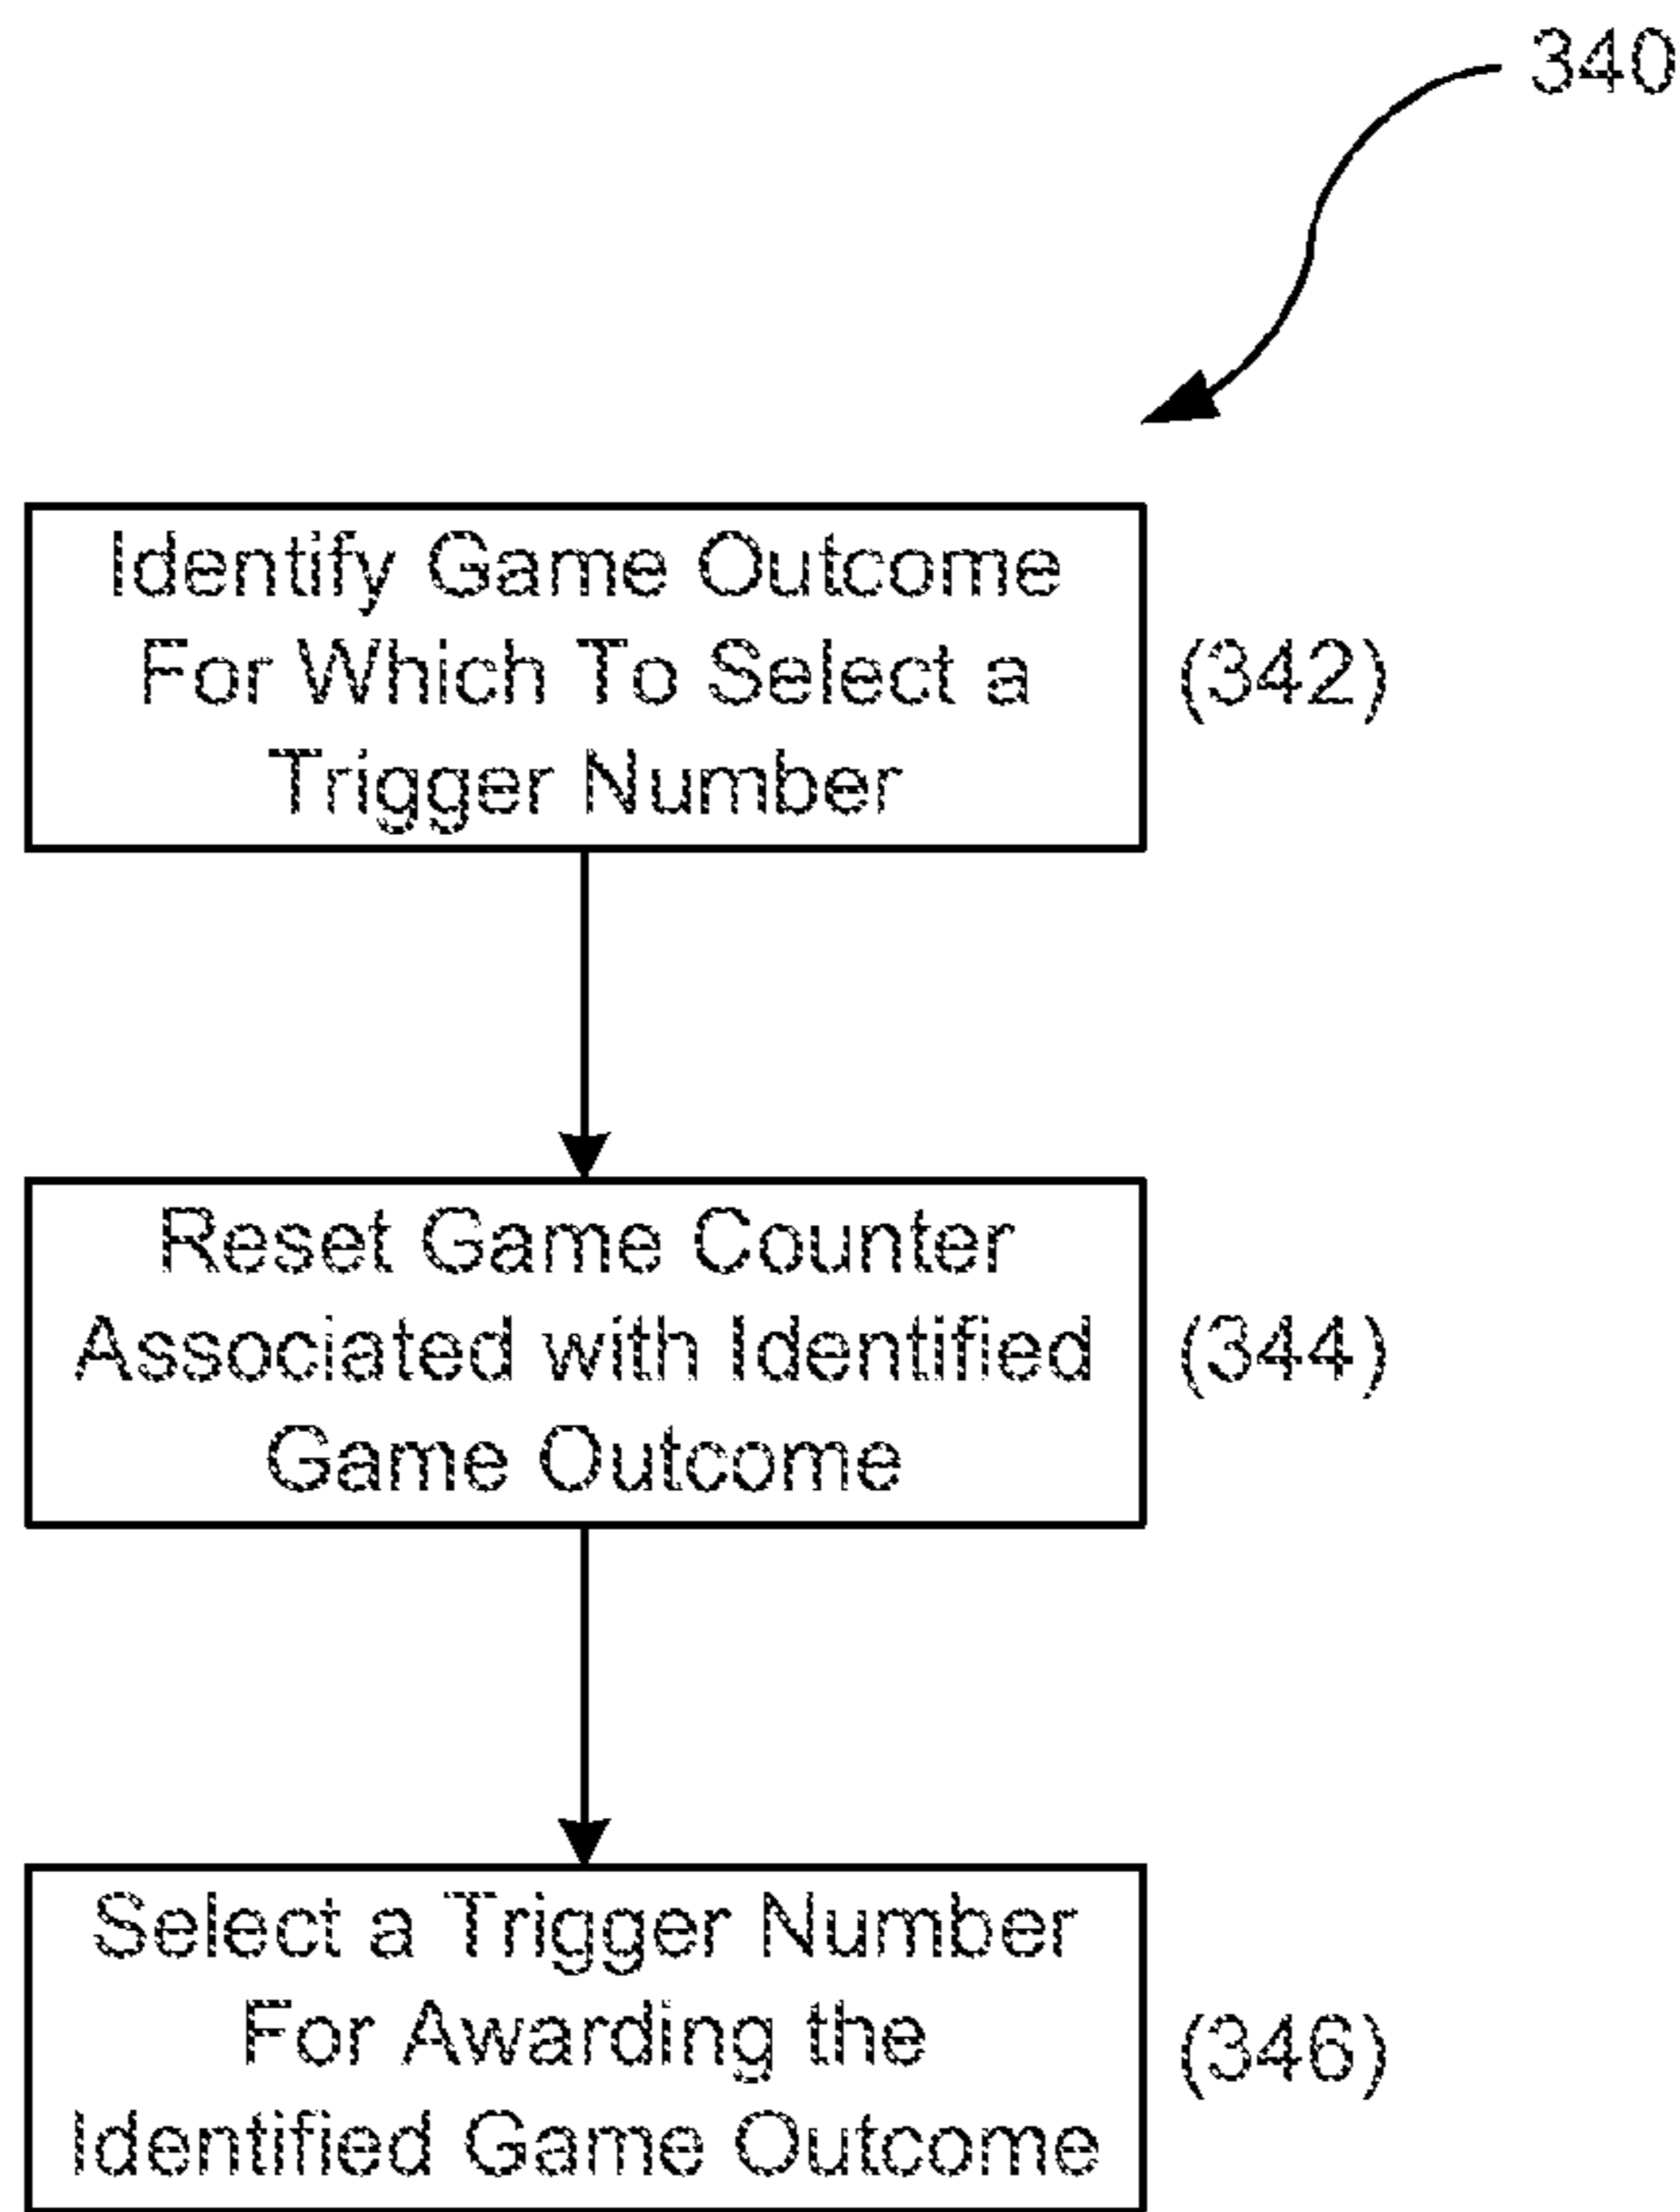 340
Identify Game Outcome
For Which To Select a
Trigger Number
(342)
Reset Game Counter
Associated with Identified
Game Outcome
(344)
Select a Trigger Number
For Awarding the
Identified Game Outcome
(346)